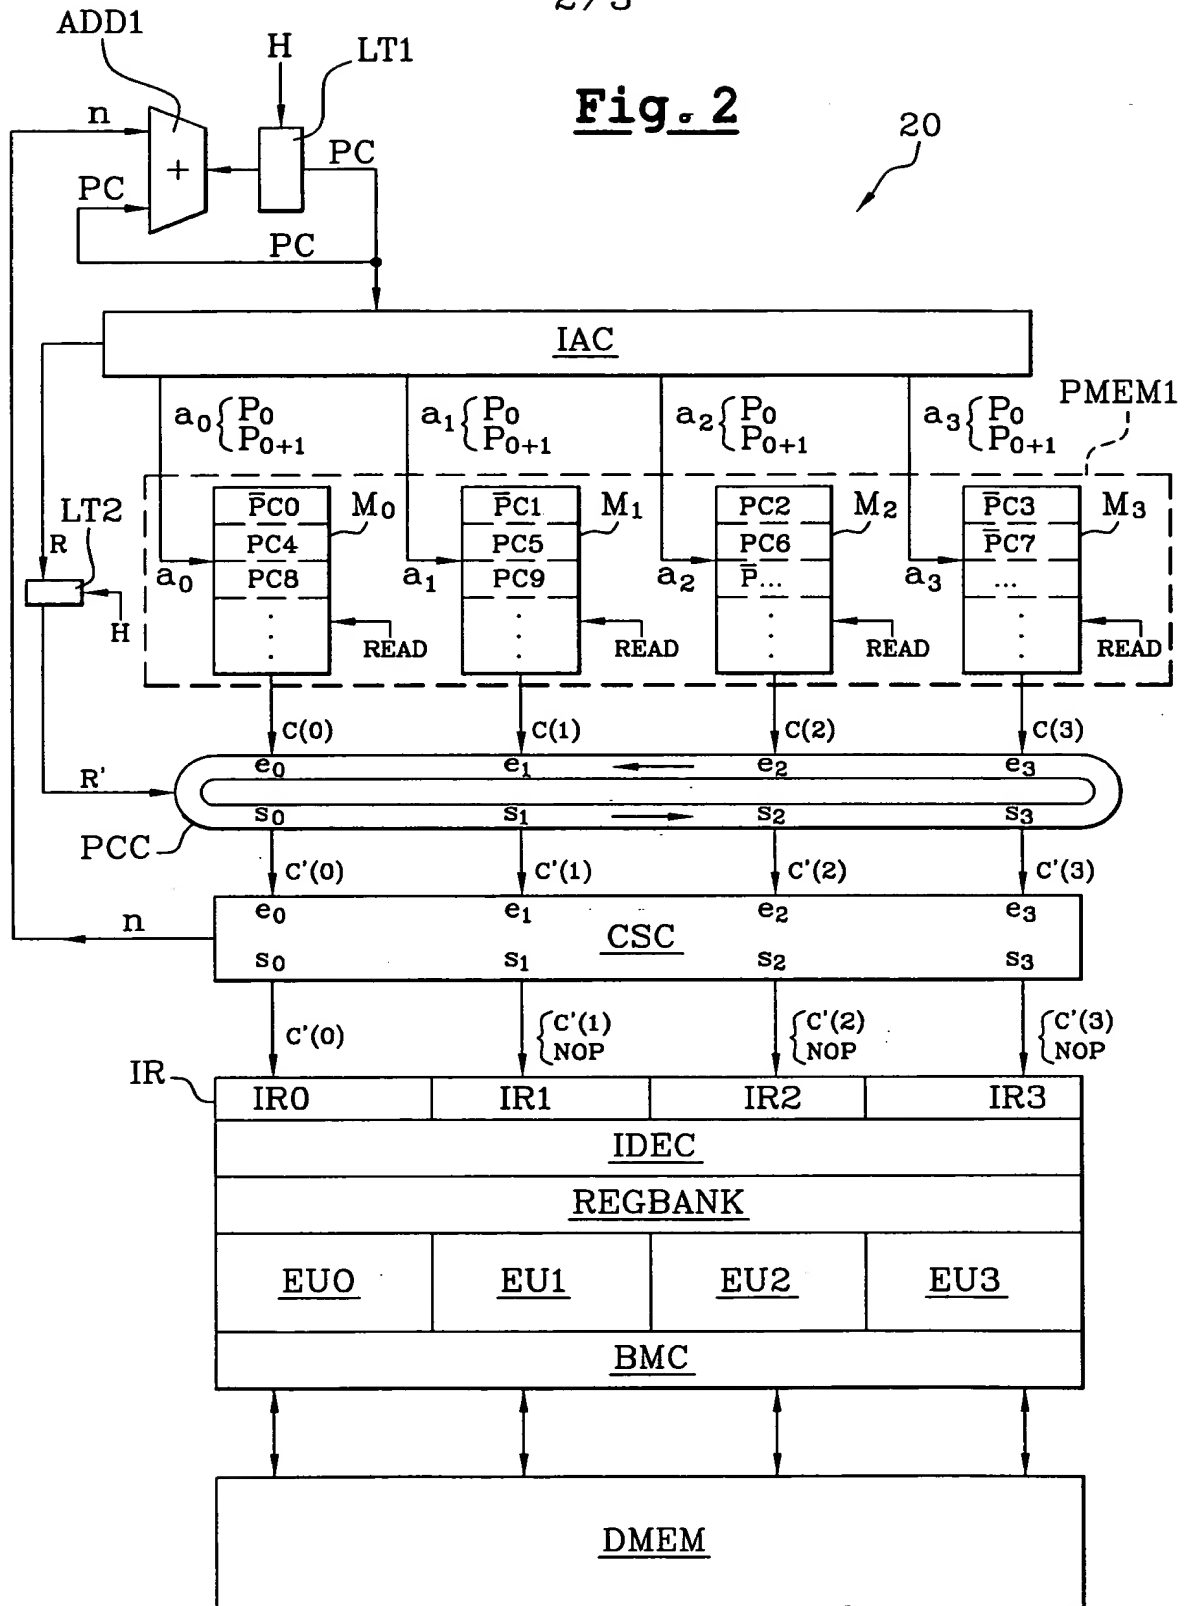 2/3
ADD1
H
LT1
Fig. 2
n
PC
20
+
PC
PC
IAC
a0 { P0 P0+1
a1 { P0 P0+1
a2 { P0 P0+1
a3 { P0 P0+1
PMEM1
P̅C0
M0
P̅C1
M1
PC2
M2
P̅C3
M3
LT2
R
PC4
PC5
PC6
P̅C7
a0
PC8
a1
PC9
a2
P̅...
a3
...
H
READ
READ
READ
READ
C(0)
C(1)
C(2)
C(3)
e0 e1 e2 e3
R'
s0 s1 s2 s3
PCC
C'(0)
C'(1)
C'(2)
C'(3)
n
e0 e1 e2 e3
CSC
s0 s1 s2 s3
C'(0)
{ C'(1) NOP
{ C'(2) NOP
{ C'(3) NOP
IR
IR0 IR1 IR2 IR3
IDEC
REGBANK
EU0 EU1 EU2 EU3
BMC
DMEM